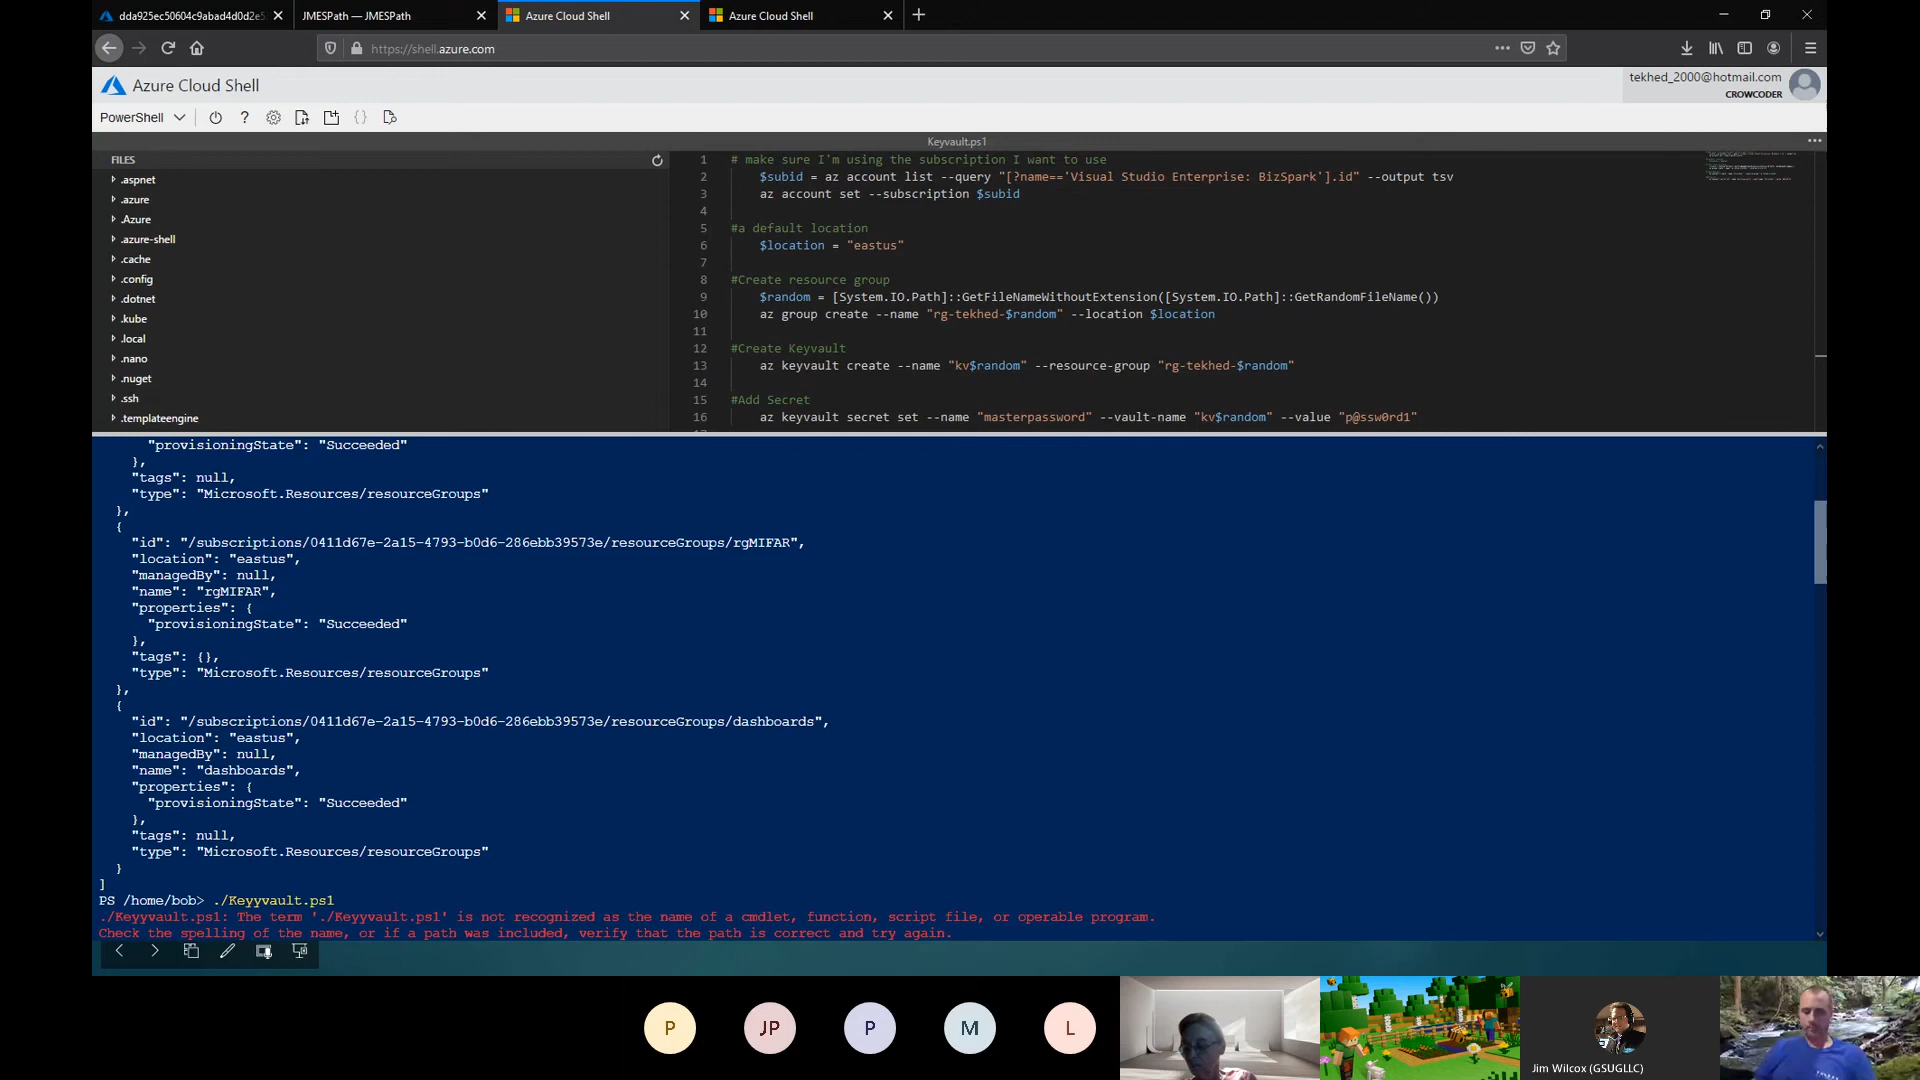 dda925ec50604c9abad4d0d2e5
JMESPath — JMESPath
Azure Cloud Shell
Azure Cloud Shell
https://shell.azure.com
Azure Cloud Shell
tekhed_2000@hotmail.com
CROWCODER
PowerShell
Keyvault.ps1
FILES
.aspnet
.azure
.Azure
.azure-shell
.cache
.config
.dotnet
.kube
.local
.nano
.nuget
.ssh
.templateengine
1 # make sure I'm using the subscription I want to use
2 $subid = az account list --query "[?name=='Visual Studio Enterprise: BizSpark'].id" --output tsv
3 az account set --subscription $subid
4
5 #a default location
6 $location = "eastus"
7
8 #Create resource group
9 $random = [System.IO.Path]::GetFileNameWithoutExtension([System.IO.Path]::GetRandomFileName())
10 az group create --name "rg-tekhed-$random" --location $location
11
12 #Create Keyvault
13 az keyvault create --name "kv$random" --resource-group "rg-tekhed-$random"
14
15 #Add Secret
16 az keyvault secret set --name "masterpassword" --vault-name "kv$random" --value "p@ssw0rd1"
"provisioningState": "Succeeded"
},
"tags": null,
"type": "Microsoft.Resources/resourceGroups"
},
{
"id": "/subscriptions/0411d67e-2a15-4793-b0d6-286ebb39573e/resourceGroups/rgMIFAR",
"location": "eastus",
"managedBy": null,
"name": "rgMIFAR",
"properties": {
"provisioningState": "Succeeded"
},
"tags": {},
"type": "Microsoft.Resources/resourceGroups"
},
{
"id": "/subscriptions/0411d67e-2a15-4793-b0d6-286ebb39573e/resourceGroups/dashboards",
"location": "eastus",
"managedBy": null,
"name": "dashboards",
"properties": {
"provisioningState": "Succeeded"
},
"tags": null,
"type": "Microsoft.Resources/resourceGroups"
}
]
PS /home/bob> ./Keyyvault.ps1
./Keyyvault.ps1: The term './Keyyvault.ps1' is not recognized as the name of a cmdlet, function, script file, or operable program.
Check the spelling of the name, or if a path was included, verify that the path is correct and try again.
P
JP
P
M
L
Jim Wilcox (GSUGLLC)